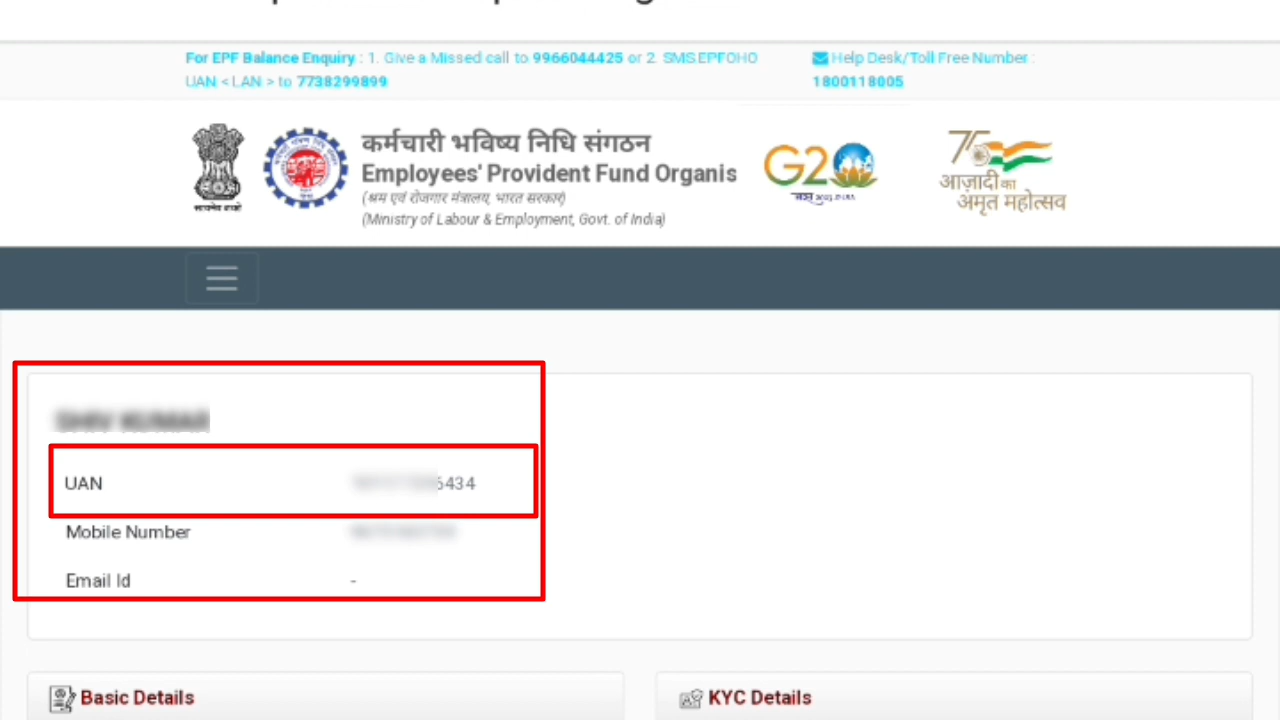 For EPF Balance Enquiry : 1. Give a Missed call to 9966044425 or 2. SMS EPFOHO
UAN < LAN > to 7738299899
Help Desk/Toll Free Number :
1800118005
कर्मचारी भविष्य निधि संगठन
Employees' Provident Fund Organis
(श्रम एवं रोजगार मंत्रालय, भारत सरकार)
(Ministry of Labour & Employment, Govt. of India)
G20
75
आज़ादी का
अमृत महोत्सव
UAN 6434
Mobile Number
Email Id -
Basic Details
KYC Details